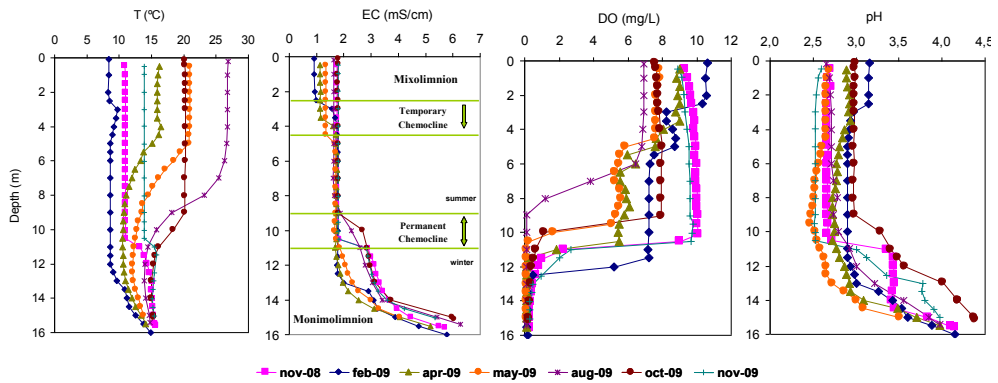 T (ºC)
EC (mS/cm)
DO (mg/L)
pH
0 10 20 30
0 1 2 3 4 5 6 7
0 2 4 6 8 10 12
2,0 2,5 3,0 3,5 4,0 4,5
Depth (m)
0
2
4
6
8
10
12
14
16
0
2
4
6
8
10
12
14
16
Mixolimnion
Temporary
Chemocline
summer
Permanent
Chemocline
winter
Monimolimnion
0
2
4
6
8
10
12
14
16
0
2
4
6
8
10
12
14
16
nov-08 feb-09 apr-09 may-09 aug-09 oct-09 nov-09